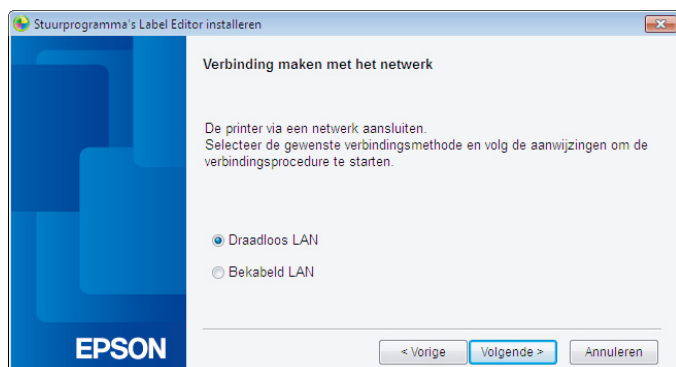 Stuurprogramma's Label Editor installeren
Verbinding maken met het netwerk
De printer via een netwerk aansluiten.
Selecteer de gewenste verbindingsmethode en volg de aanwijzingen om de
verbindingsprocedure te starten.
Draadloos LAN
Bekabeld LAN
EPSON
< Vorige
Volgende >
Annuleren